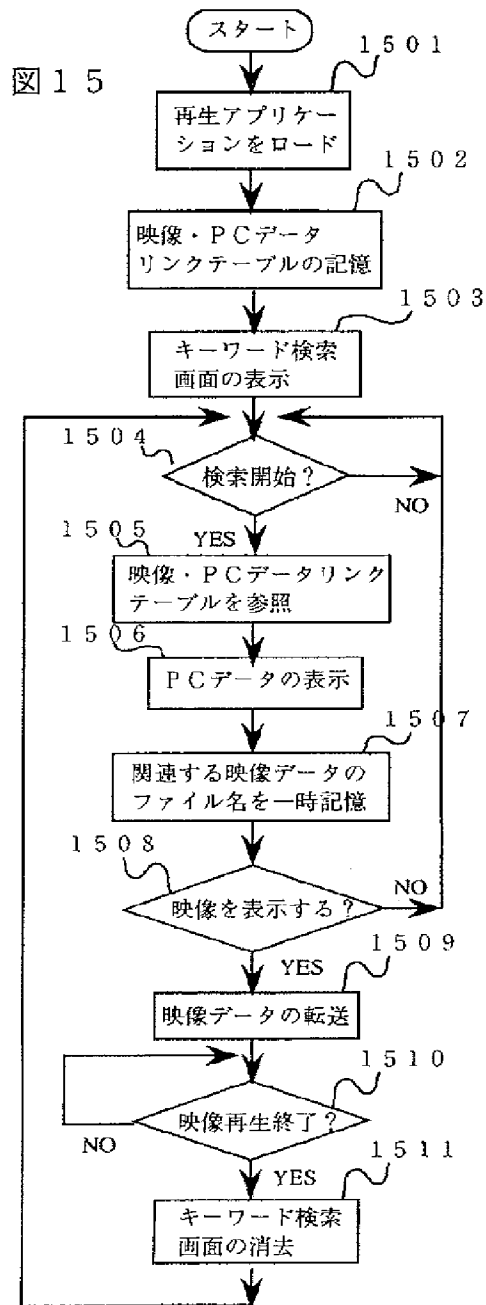 スタート
1501
図15
再生アプリケー
ションをロード
1502
映像・PCデータ
リンクテーブルの記憶
1503
キーワード検索
画面の表示
1504
検索開始?
NO
YES
1505
映像・PCデータリンク
テーブルを参照
1506
PCデータの表示
1507
関連する映像データの
ファイル名を一時記憶
1508
映像を表示する?
NO
YES
1509
映像データの転送
1510
映像再生終了?
NO
YES
1511
キーワード検索
画面の消去